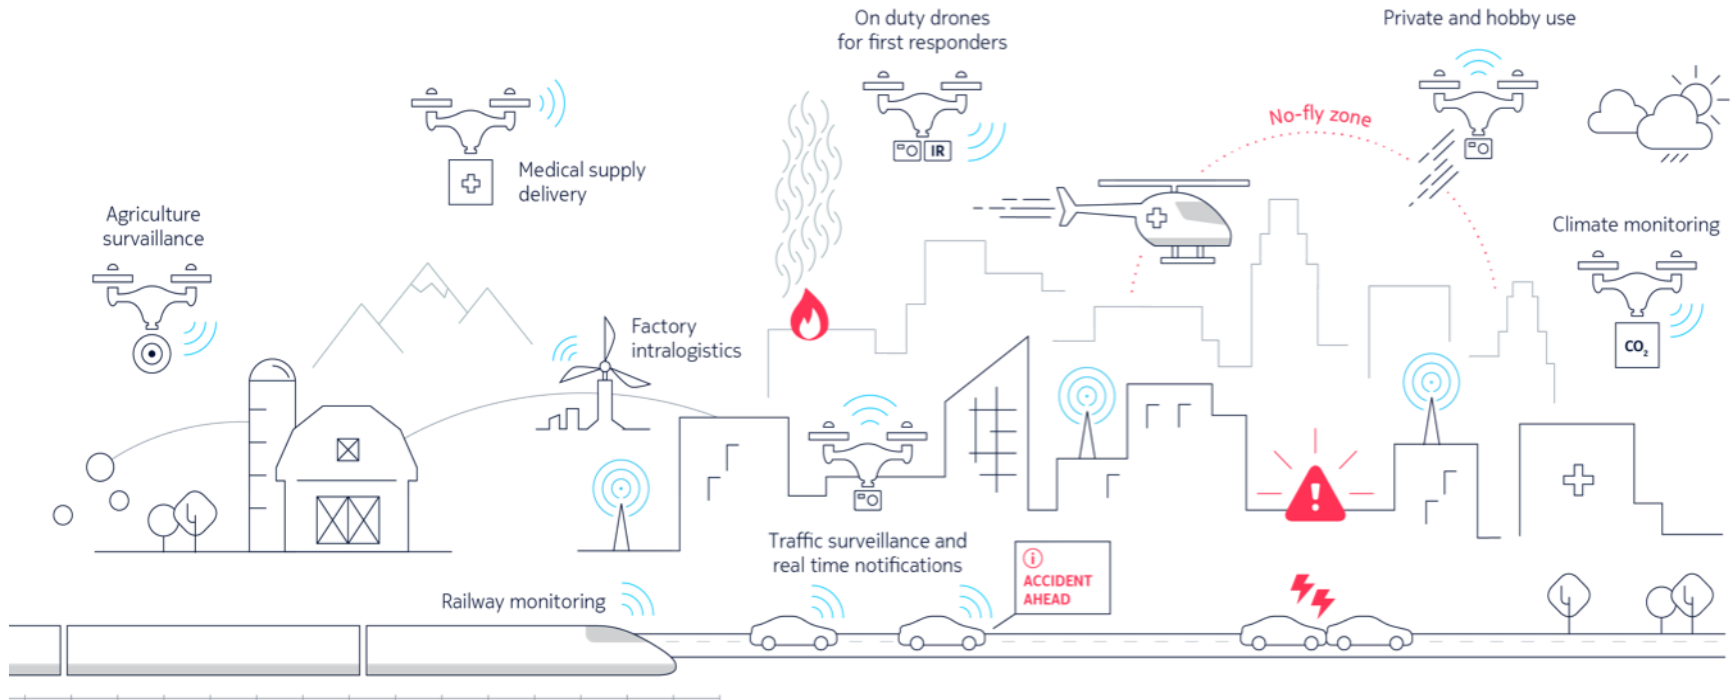 On duty drones
for first responders
Private and hobby use
No-fly zone
IR
Medical supply
delivery
Agriculture
survaillance
Climate monitoring
CO₂
Factory
intralogistics
Traffic surveillance and
real time notifications
ACCIDENT
AHEAD
Railway monitoring